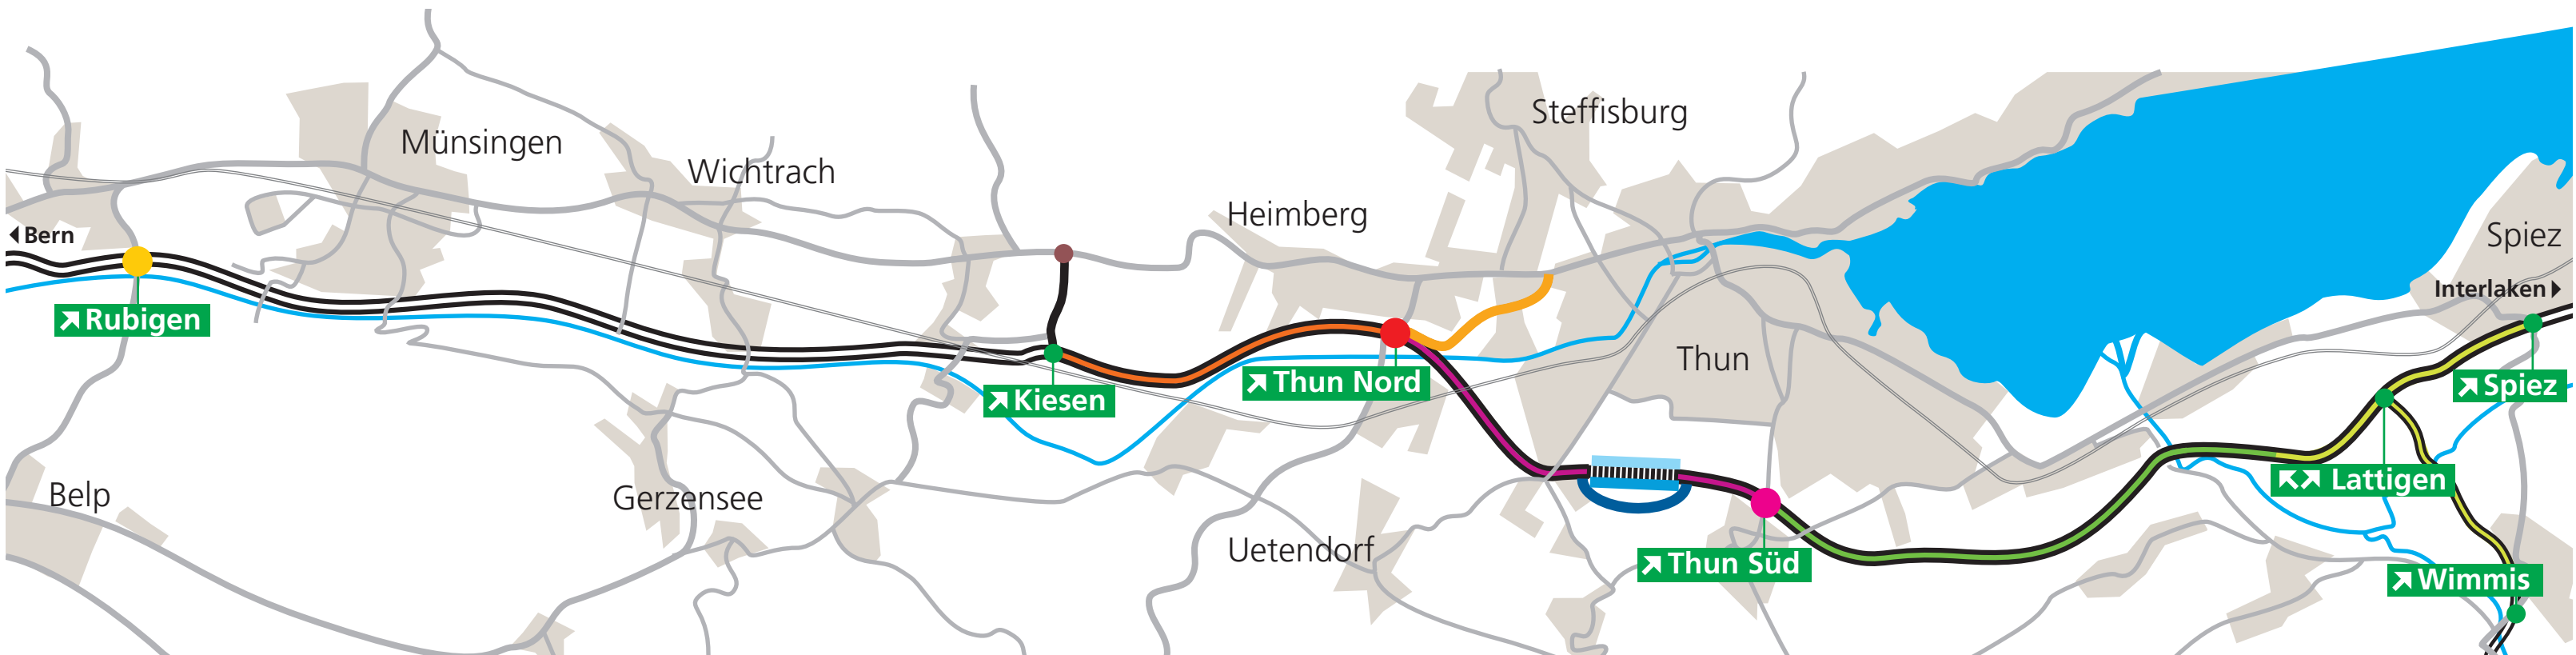 Steffisburg
Münsingen
Wichtrach
Heimberg
Bern
Spiez
Interlaken
Rubigen
Thun
Thun Nord
Spiez
Kiesen
Lattigen
Belp
Gerzensee
Uetendorf
Thun Süd
Wimmis